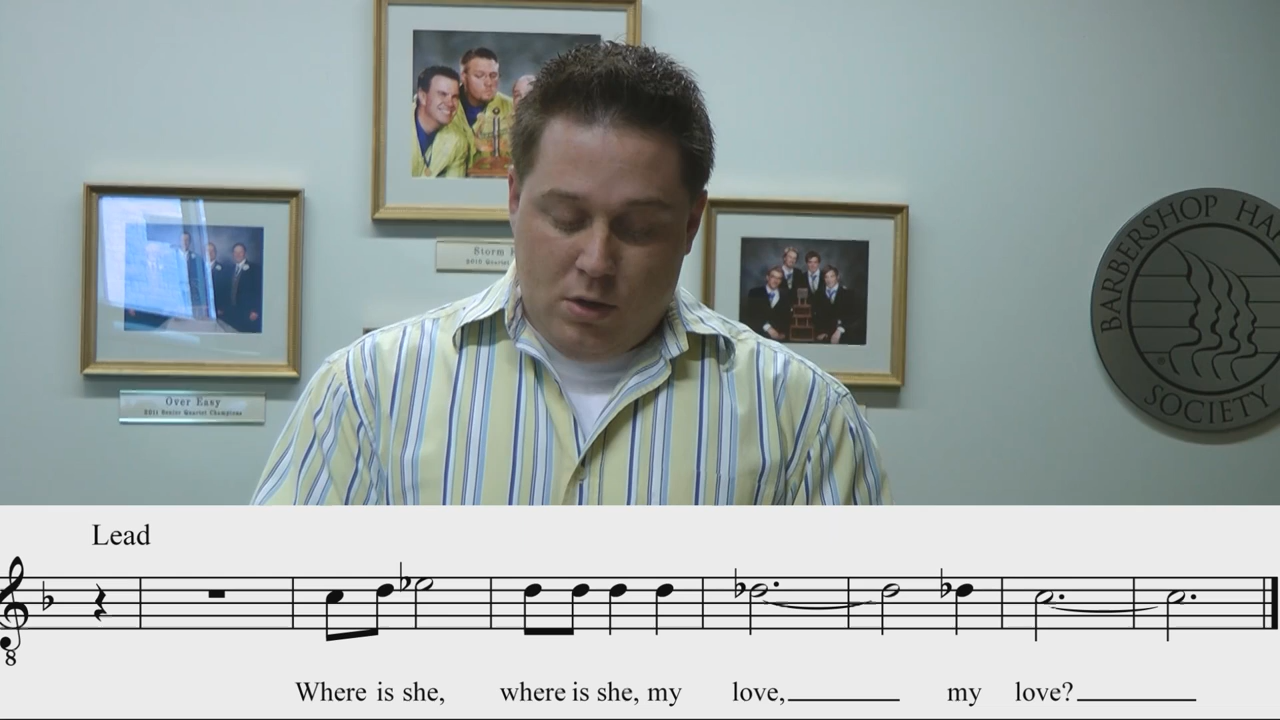 Storm
Over Easy
2011 Senior Quartet Champions
BARBERSHOP
SOCIETY
Lead
8
Where is she, where is she, my love, my love?